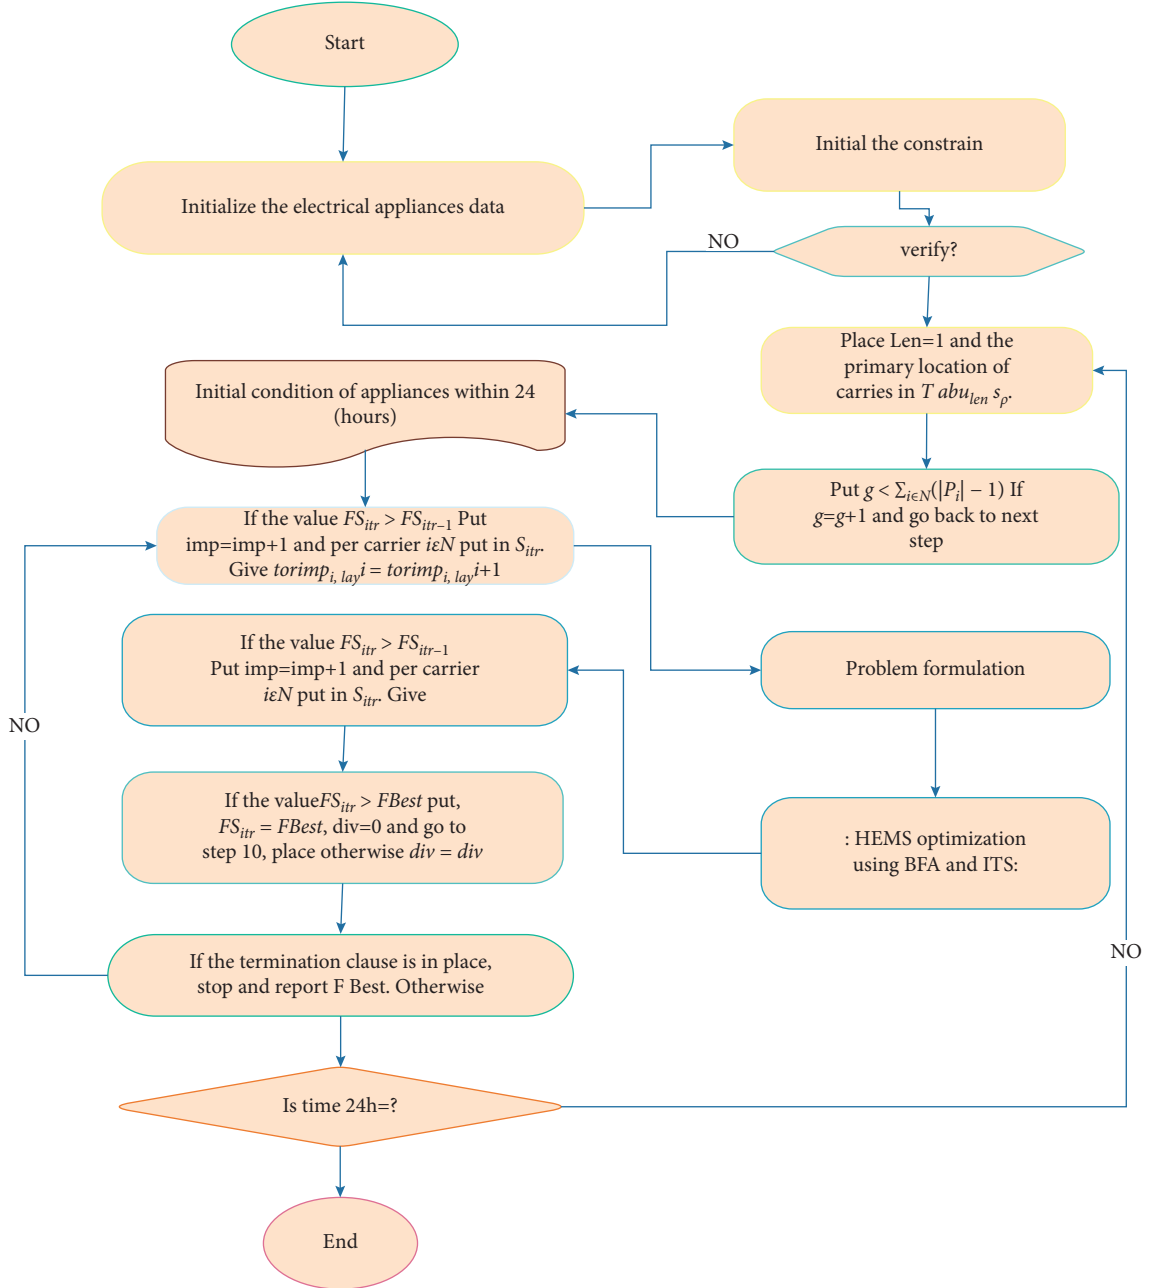 Start
Initial the constrain
Initialize the electrical appliances data
NO
verify?
Place Len=1 and the
primary location of
carries in T abu_len s_ρ.
Initial condition of appliances within 24
(hours)
Put g < ∑_i∈N(|P_i| − 1) If
g=g+1 and go back to next
step
If the value FS_itr > FS_itr−1 Put
imp=imp+1 and per carrier iεN put in S_itr.
Give torimp_i, lay i = torimp_i, lay i+1
If the value FS_itr > FS_itr−1
Put imp=imp+1 and per carrier
iεN put in S_itr. Give
Problem formulation
NO
If the valueFS_itr > FBest put,
FS_itr = FBest, div=0 and go to
step 10, place otherwise div = div
: HEMS optimization
using BFA and ITS:
If the termination clause is in place,
stop and report F Best. Otherwise
NO
Is time 24h=?
End